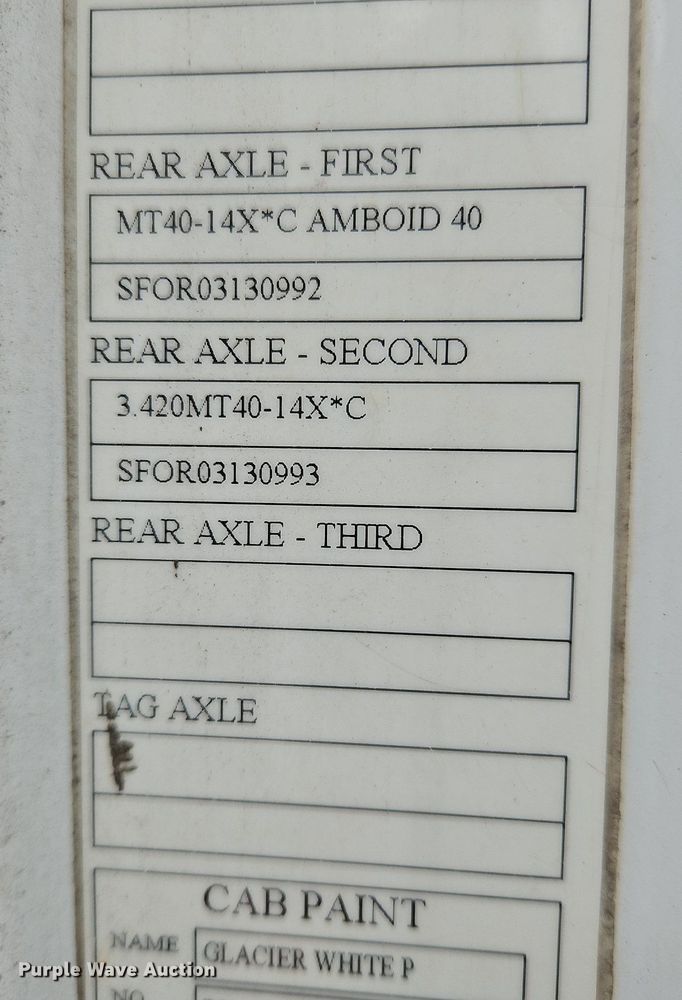 REAR AXLE - FIRST
MT40-14X*C AMBOID 40
SFOR03130992
REAR AXLE - SECOND
3.420MT40-14X*C
SFOR03130993
REAR AXLE - THIRD
TAG AXLE
CAB PAINT
NAME GLACIER WHITE P
Purple Wave Auction
NO